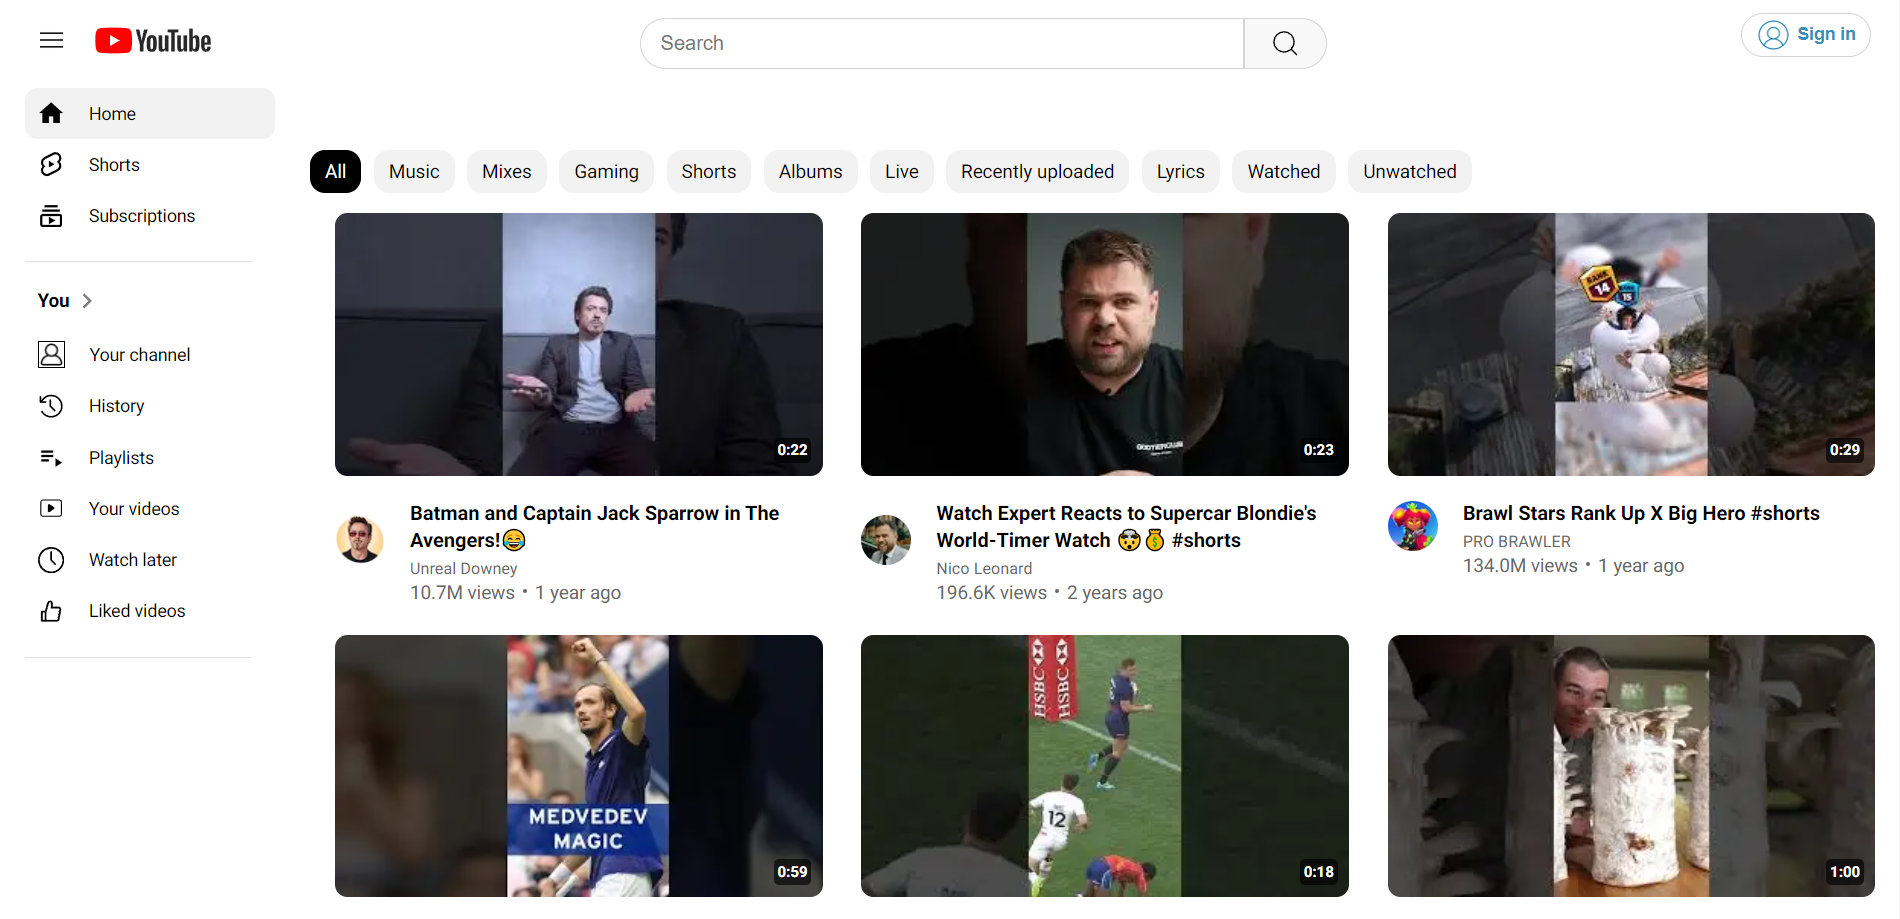 YouTube
Search
Sign in
Home
Shorts
Subscriptions
You
Your channel
History
Playlists
Your videos
Watch later
Liked videos
All
Music
Mixes
Gaming
Shorts
Albums
Live
Recently uploaded
Lyrics
Watched
Unwatched
0:22
Batman and Captain Jack Sparrow in The
Avengers!😂
Unreal Downey
10.7M views • 1 year ago
0:23
Watch Expert Reacts to Supercar Blondie's
World-Timer Watch 🤯💰 #shorts
Nico Leonard
196.6K views • 2 years ago
RANK
14
15
0:29
Brawl Stars Rank Up X Big Hero #shorts
PRO BRAWLER
134.0M views • 1 year ago
MEDVEDEV
MAGIC
0:59
HSBC
HSBC
12
0:18
1:00